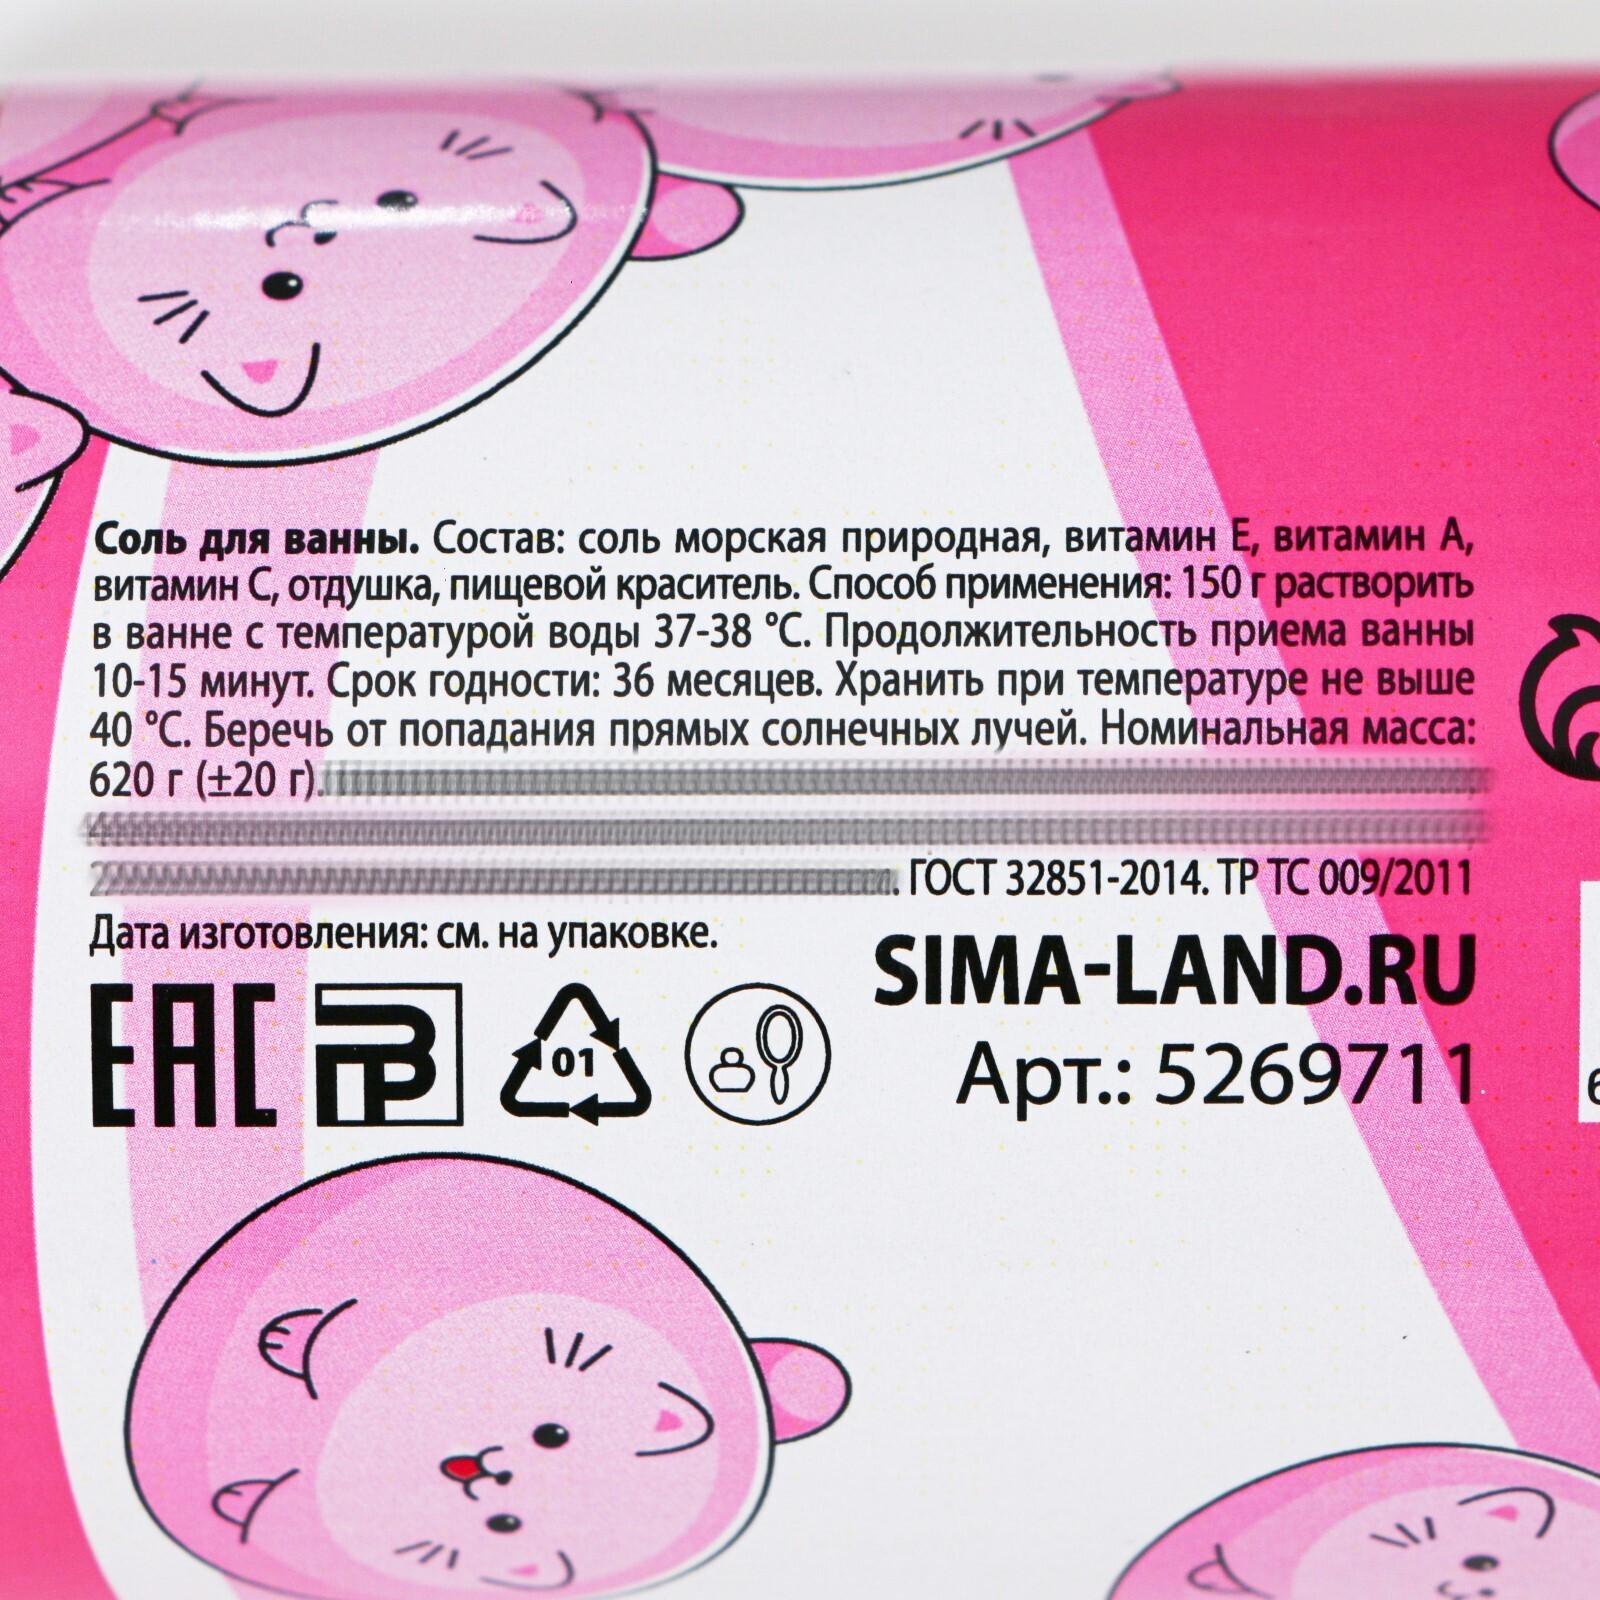 Соль для ванны. Состав: соль морская природная, витамин Е, витамин А,
витамин С, отдушка, пищевой краситель. Способ применения: 150 г растворить
в ванне с температурой воды 37-38 °С. Продолжительность приема ванны
10-15 минут. Срок годности: 36 месяцев. Хранить при температуре не выше
40 °С. Беречь от попадания прямых солнечных лучей. Номинальная масса:
620 г (±20 г).
ГОСТ 32851-2014. ТР ТС 009/2011
Дата изготовления: см. на упаковке.
SIMA-LAND.RU
Арт.: 5269711
EAC
01
6